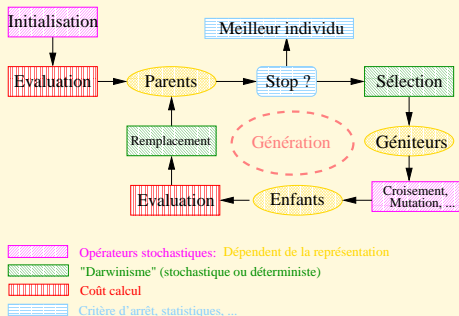 Initialisation
Meilleur individu
Evaluation
Parents
Stop ?
Sélection
Remplacement
Génération
Géniteurs
Evaluation
Enfants
Croisement,
Mutation, ...
Opérateurs stochastiques: Dépendent de la représentation
"Darwinisme" (stochastique ou déterministe)
Coût calcul
Critère d'arrêt, statistiques, ...